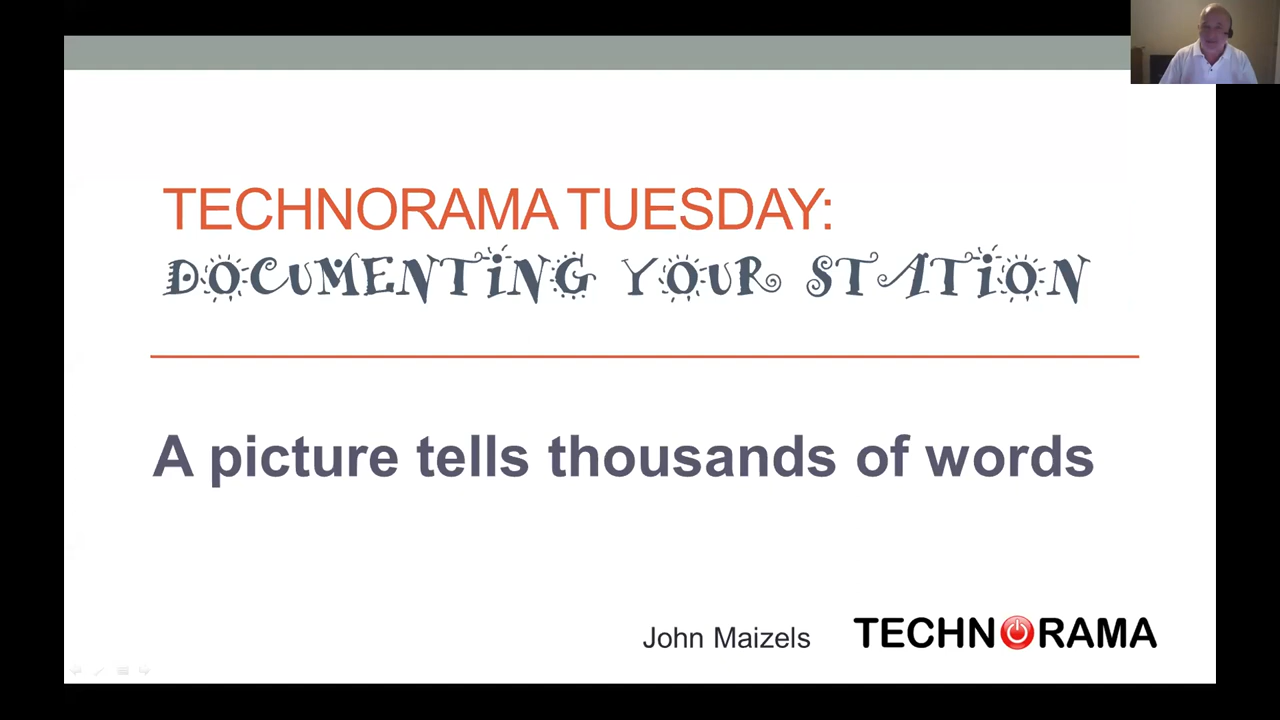 TECHNORAMA TUESDAY:
DOCUMENTING YOUR STATION
A picture tells thousands of words
John Maizels
TECHNORAMA